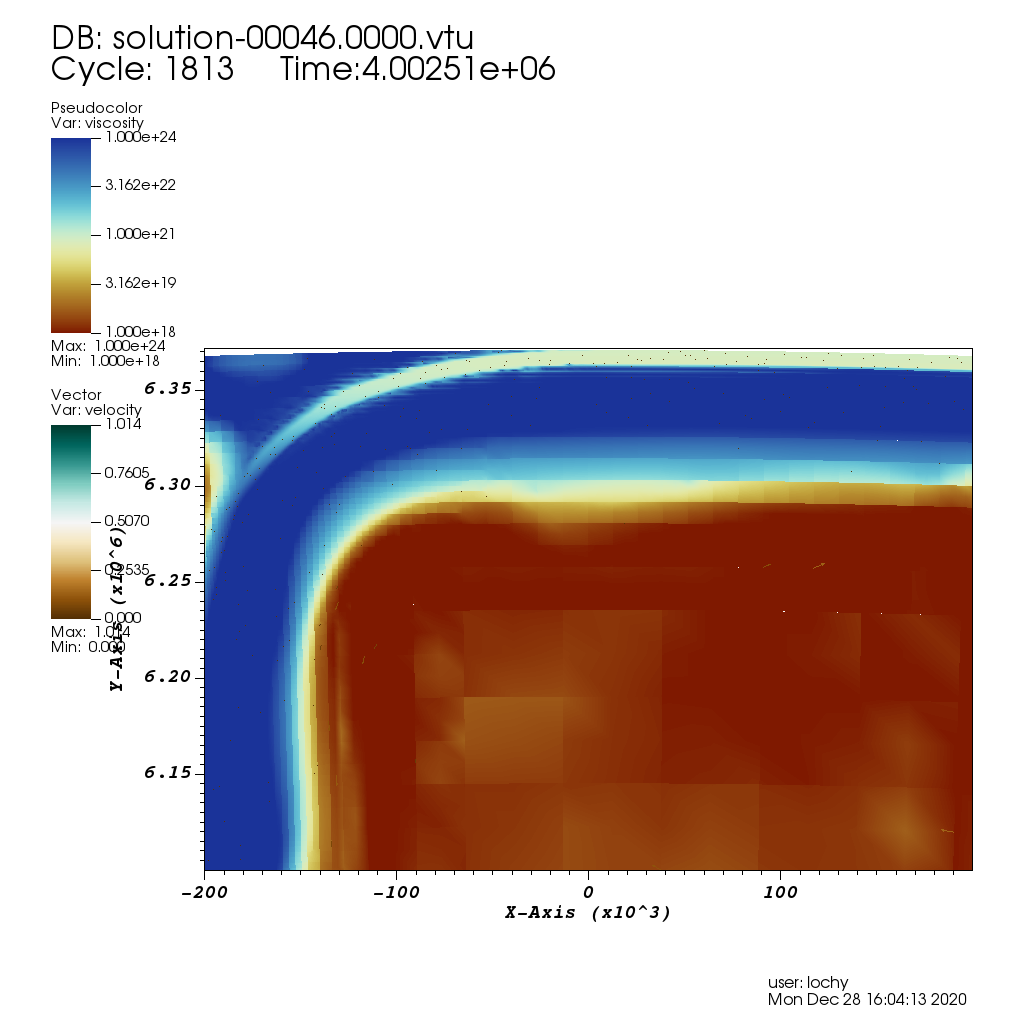 DB: solution-00046.0000.vtu
Cycle: 1813 Time:4.00251e+06
Pseudocolor
Var: viscosity
1.000e+24
3.162e+22
1.000e+21
3.162e+19
1.000e+18
Max: 1.000e+24
Min: 1.000e+18
Vector
Var: velocity
1.014
0.7605
0.5070
0.2535
0.000
Max: 1.014
Min: 0.000
Y-Axis (x10^6)
6.35
6.30
6.25
6.20
6.15
-200
-100
0
100
X-Axis (x10^3)
user: lochy
Mon Dec 28 16:04:13 2020